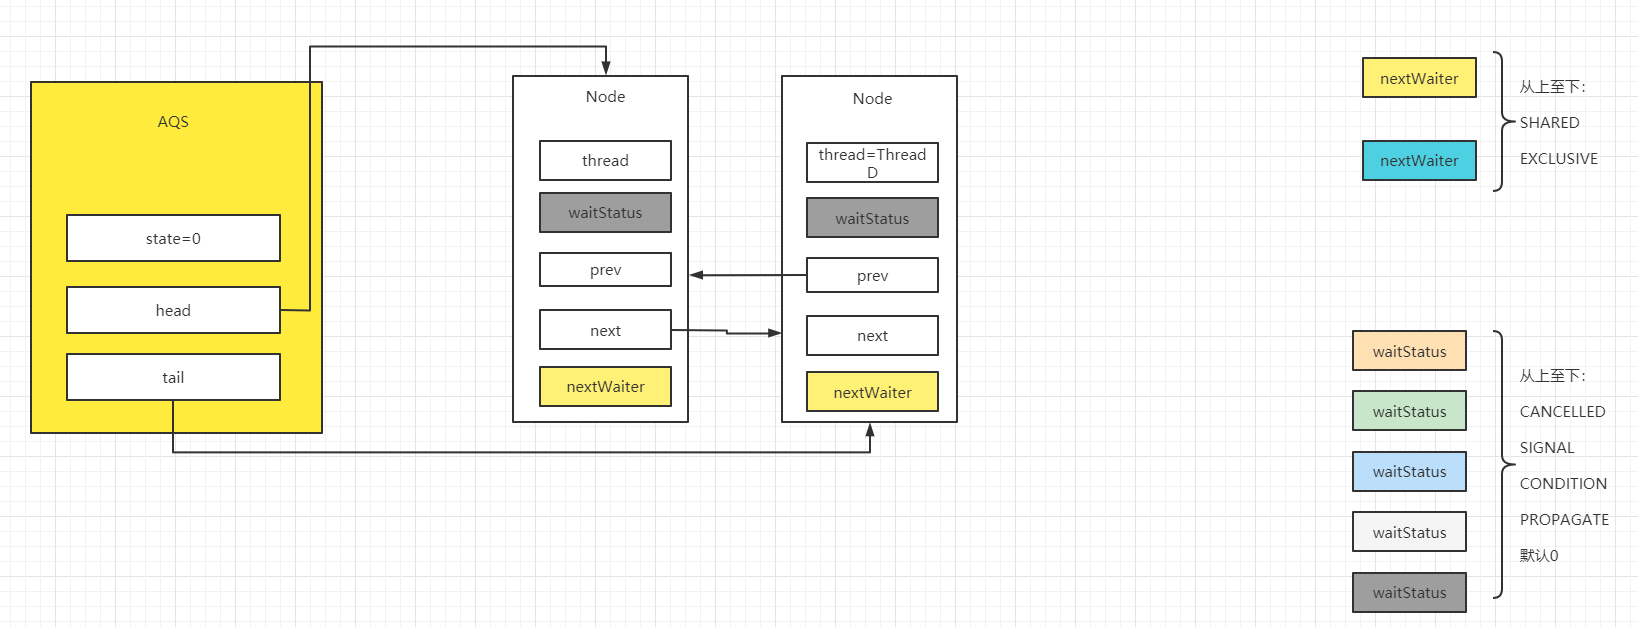 AQS
state=0
head
tail
Node
thread
waitStatus
prev
next
nextWaiter
Node
thread=Thread
D
waitStatus
prev
next
nextWaiter
nextWaiter
nextWaiter
从上至下：
SHARED
EXCLUSIVE
waitStatus
waitStatus
waitStatus
waitStatus
waitStatus
从上至下：
CANCELLED
SIGNAL
CONDITION
PROPAGATE
默认0